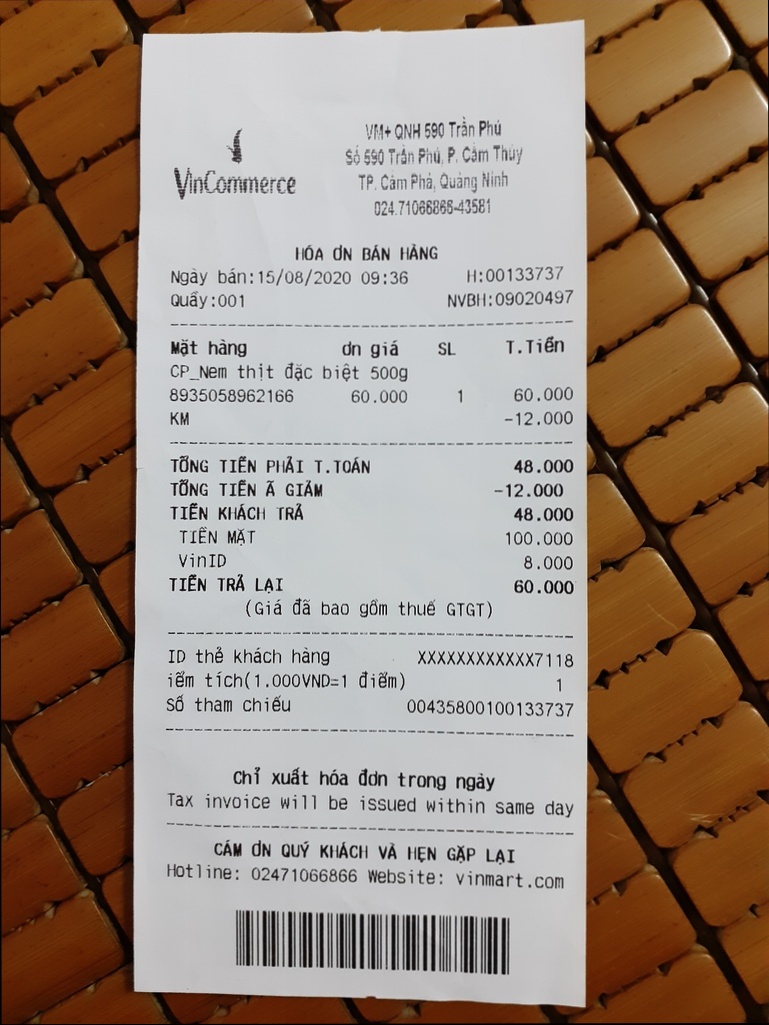 VinCommerce
VM+ QNH 590 Trần Phú
Số 590 Trần Phú, P. Cẩm Thủy
TP. Cẩm Phả, Quảng Ninh
024.71066866-43581
HÓA ƠN BÁN HÀNG
Ngày bán:15/08/2020 09:36 H:00133737
Quầy:001 NVBH:09020497
Mặt hàng ơn giá SL T.Tiền
CP_Nem thịt đặc biệt 500g
8935058962166 60.000 1 60.000
KM -12.000
TỔNG TIỀN PHẢI T.TOÁN 48.000
TỔNG TIỀN Ã GIẢM -12.000
TIỀN KHÁCH TRẢ 48.000
TIỀN MẶT 100.000
VinID 8.000
TIỀN TRẢ LẠI 60.000
(Giá đã bao gồm thuế GTGT)
ID thẻ khách hàng XXXXXXXXXXXX7118
iểm tích(1.000VND=1 điểm) 1
Số tham chiếu 00435800100133737
Chỉ xuất hóa đơn trong ngày
Tax invoice will be issued within same day
CÁM ƠN QUÝ KHÁCH VÀ HẸN GẶP LẠI
Hotline: 02471066866 Website: vinmart.com